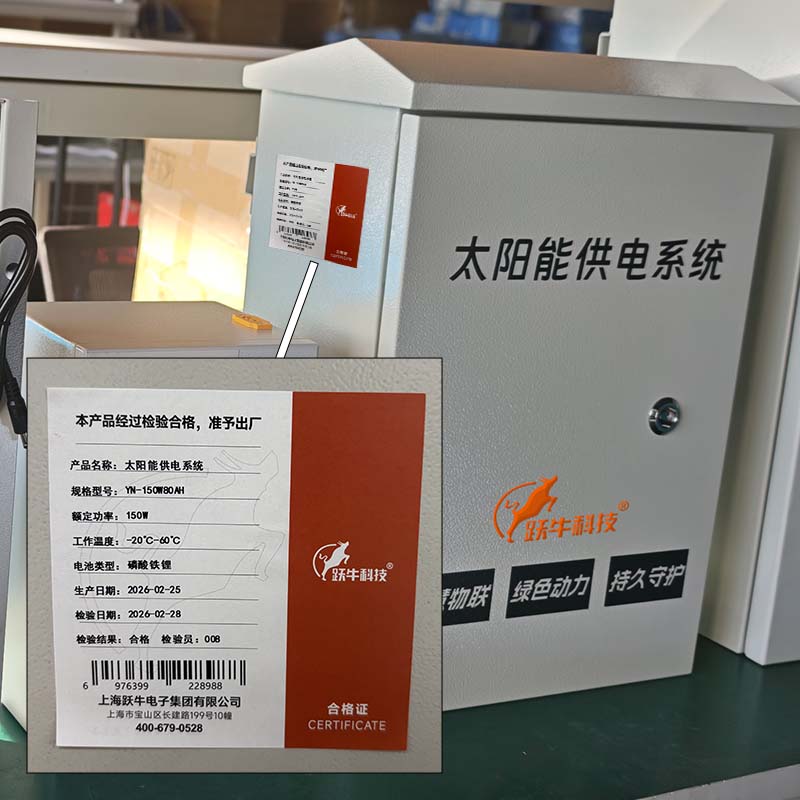 太阳能供电系统
跃牛科技®
物联 绿色动力 持久守护
本产品经过检验合格，准予出厂
产品名称：太阳能供电系统
规格型号：YN-150W80AH
额定功率：150W
工作温度：-20℃-60℃
电池类型：磷酸铁锂
生产日期：2026-02-25
检验日期：2026-02-28
检验结果：合格 检验员：008
6 976399 228988
上海跃牛电子集团有限公司
上海市宝山区长建路199号10幢
400-679-0528
跃牛科技®
合格证
CERTIFICATE